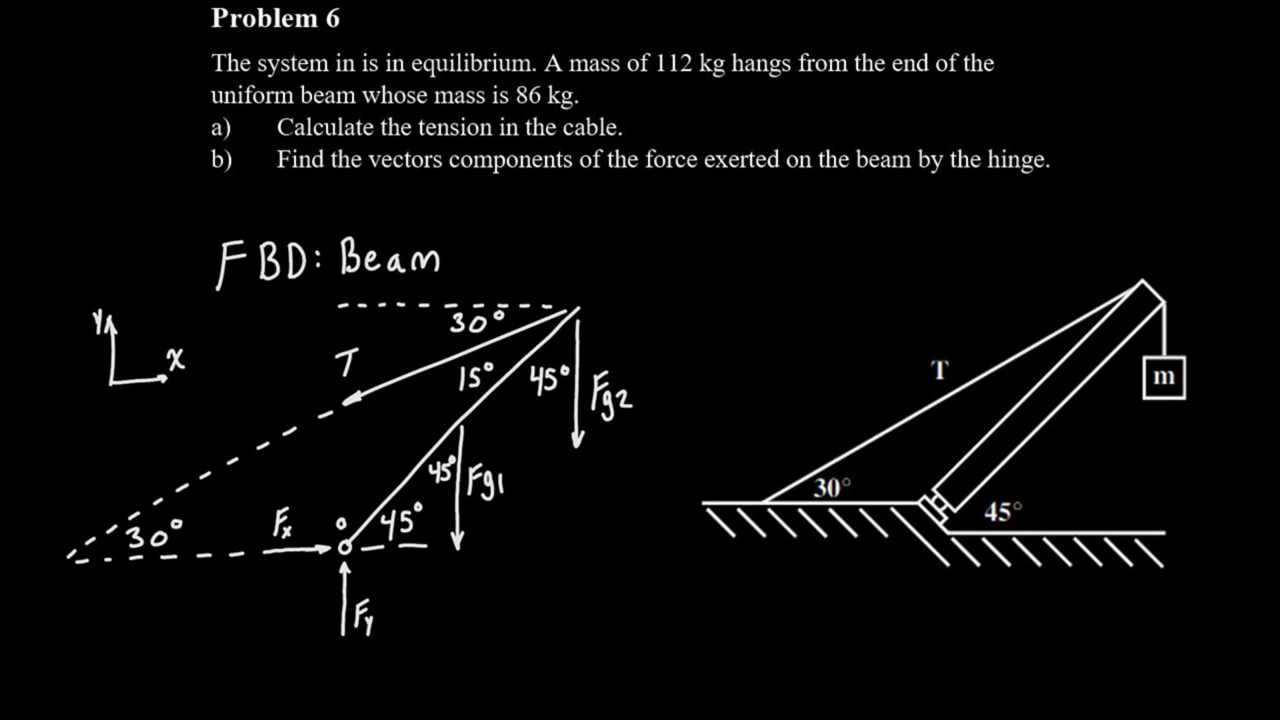 Problem 6
The system in is in equilibrium. A mass of 112 kg hangs from the end of the
uniform beam whose mass is 86 kg.
a) Calculate the tension in the cable.
b) Find the vectors components of the force exerted on the beam by the hinge.
FBD: Beam
y
x
30°
T
15°
45°
Fg2
45°
Fg1
30°
Fx
o
45°
Fy
T
m
30°
45°